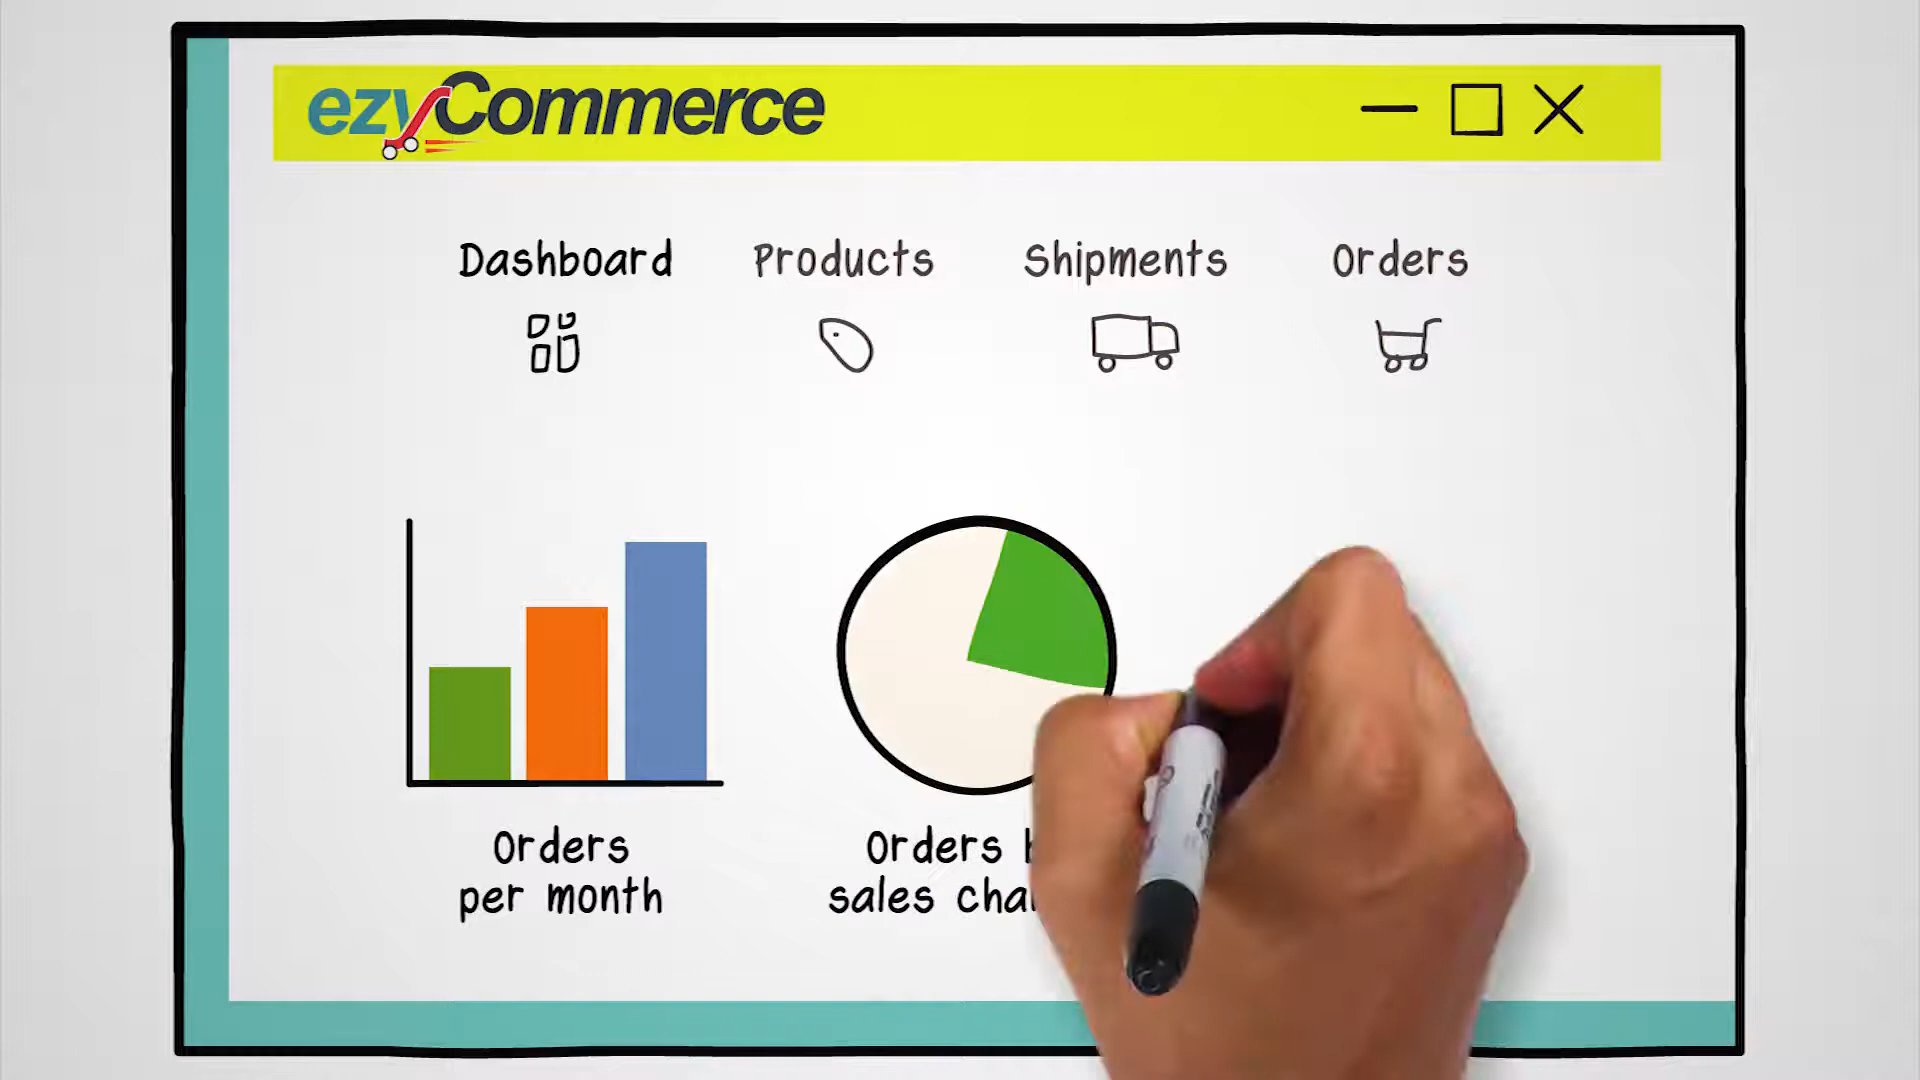 ezyCommerce
Dashboard Products Shipments Orders
Orders
per month
Orders
sales